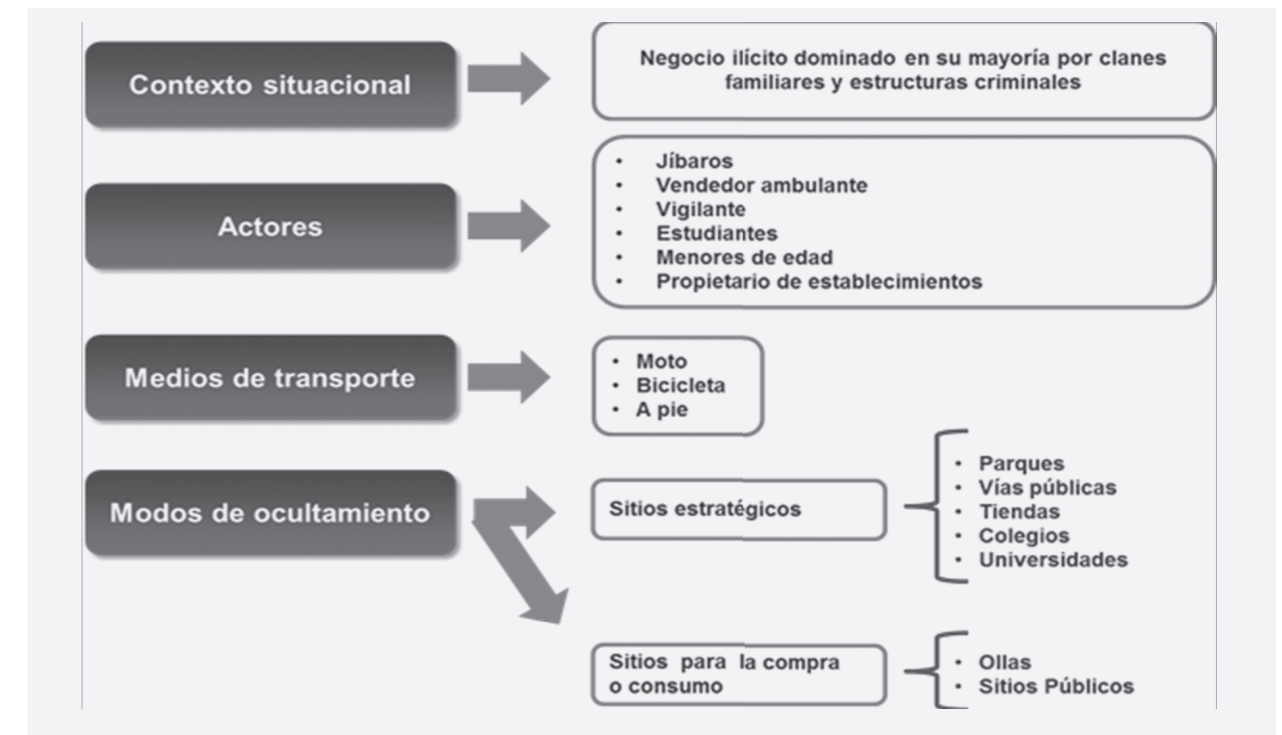 Contexto situacional
Negocio ilícito dominado en su mayoría por clanes
familiares y estructuras criminales
Actores
• Jíbaros
• Vendedor ambulante
• Vigilante
• Estudiantes
• Menores de edad
• Propietario de establecimientos
Medios de transporte
• Moto
• Bicicleta
• A pie
Modos de ocultamiento
Sitios estratégicos
• Parques
• Vías públicas
• Tiendas
• Colegios
• Universidades
Sitios para la compra
o consumo
• Ollas
• Sitios Públicos